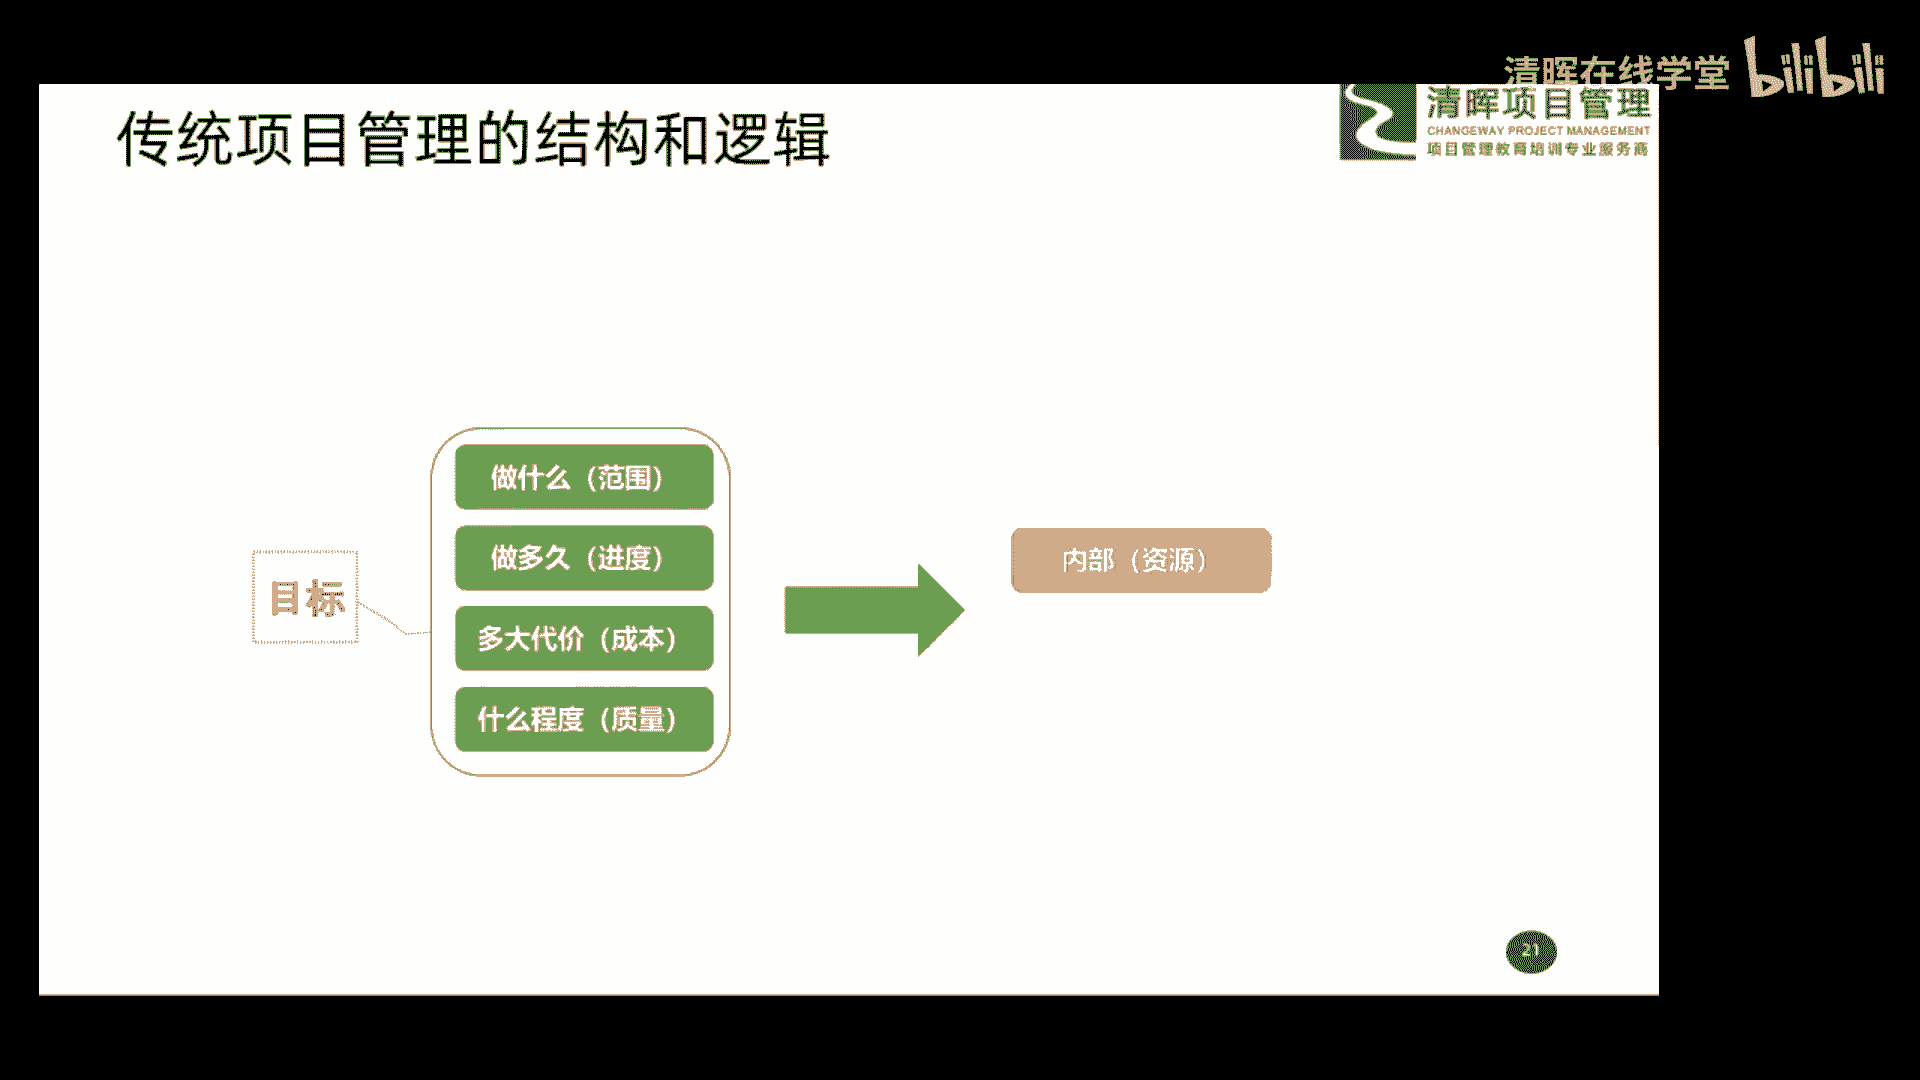 清晖在线学堂 bilibili
传统项目管理的结构和逻辑
清晖项目管理
CHANGEWAY PROJECT MANAGEMENT
项目管理教育培训专业服务商
目标
做什么（范围）
做多久（进度）
多大代价（成本）
什么程度（质量）
内部（资源）
21